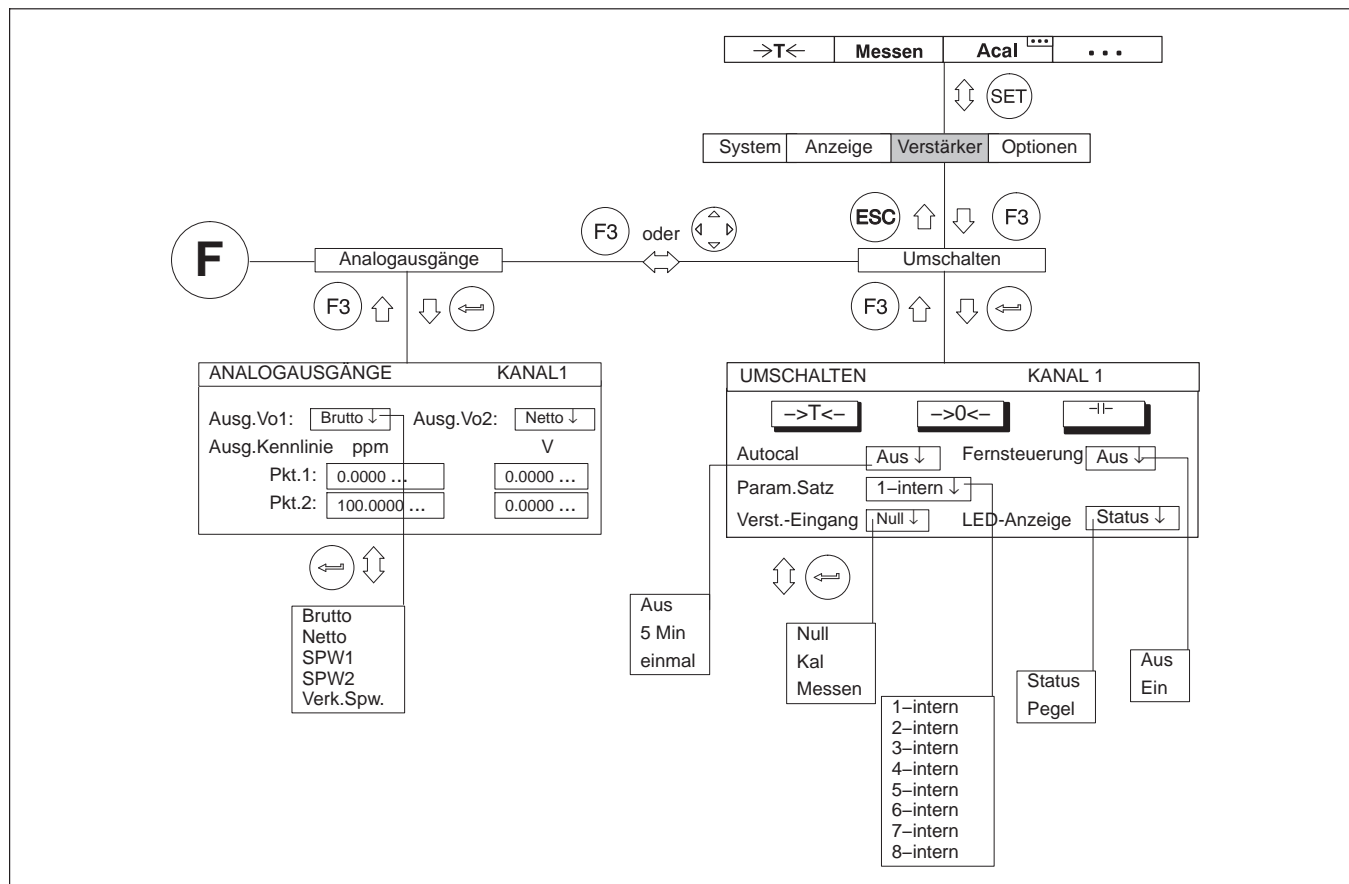 →T← Messen Acal ... ...
SET
System Anzeige Verstärker Optionen
ESC F3
F3 oder
F Analogausgänge Umschalten
F3 F3
ANALOGAUSGÄNGE KANAL1
Ausg.Vo1: Brutto ↓ Ausg.Vo2: Netto ↓
Ausg.Kennlinie ppm V
Pkt.1: 0.0000 ... 0.0000 ...
Pkt.2: 100.0000 ... 0.0000 ...
Brutto
Netto
SPW1
SPW2
Verk.Spw.
UMSCHALTEN KANAL 1
–>T<– –>0<– ⊣⊢
Autocal Aus ↓ Fernsteuerung Aus ↓
Param.Satz 1–intern ↓
Verst.-Eingang Null ↓ LED-Anzeige Status ↓
Aus
5 Min
einmal
Null
Kal
Messen
1–intern
2–intern
3–intern
4–intern
5–intern
6–intern
7–intern
8–intern
Status
Pegel
Aus
Ein